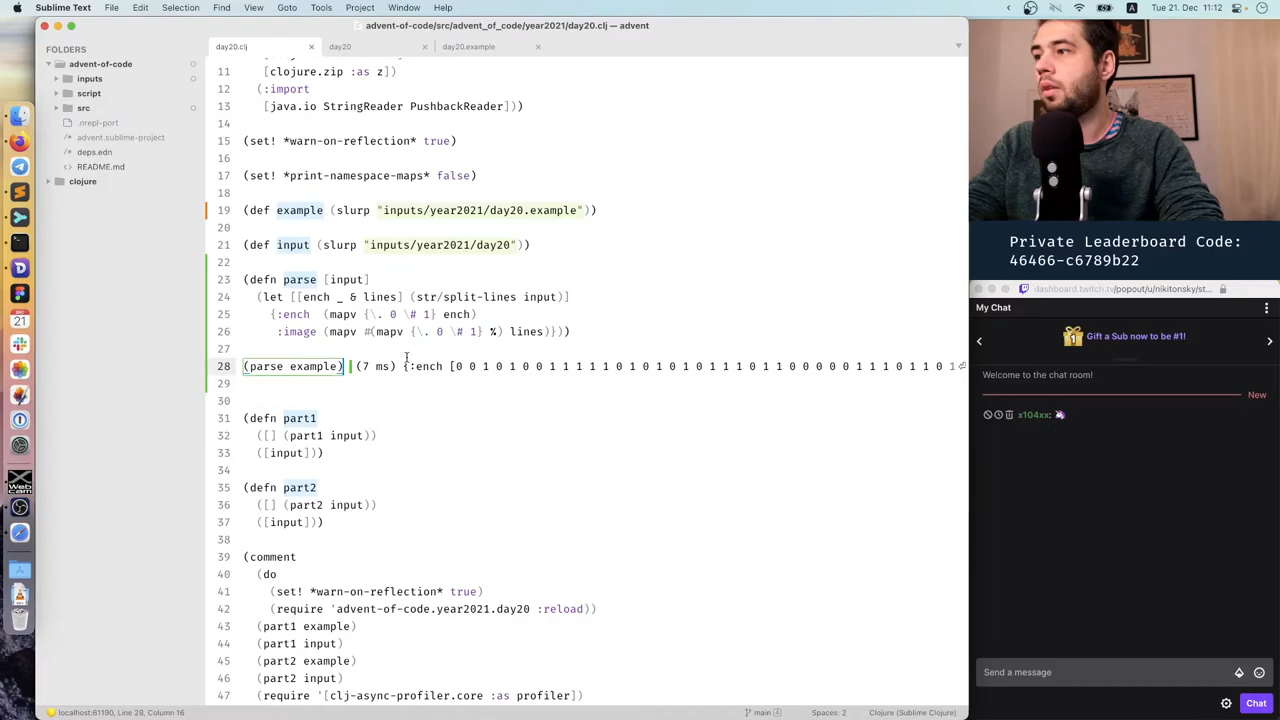 Sublime Text File Edit Selection Find View Goto Tools Project Window Help Tue 21. Dec 11:12
advent-of-code/src/advent_of_code/year2021/day20.clj — advent
FOLDERS
advent-of-code
inputs
script
src
.nrepl-port
advent.sublime-project
deps.edn
README.md
clojure
day20.clj
day20
day20.example
11 [clojure.zip :as z])
12 (:import
13 [java.io StringReader PushbackReader]))
14
15 (set! *warn-on-reflection* true)
16
17 (set! *print-namespace-maps* false)
18
19 (def example (slurp "inputs/year2021/day20.example"))
20
21 (def input (slurp "inputs/year2021/day20"))
22
23 (defn parse [input]
24 (let [[ench _ & lines] (str/split-lines input)]
25 {:ench (mapv {\. 0 \# 1} ench)
26 :image (mapv #(mapv {\. 0 \# 1} %) lines)}))
27
28 (parse example) (7 ms) {:ench [0 0 1 0 1 0 0 1 1 1 1 1 0 1 0 1 0 1 0 1 1 1 0 1 1 0 0 0 0 0 1 1 1 0 1 1 0 1
29
30
31 (defn part1
32 ([] (part1 input))
33 ([input]))
34
35 (defn part2
36 ([] (part2 input))
37 ([input]))
38
39 (comment
40 (do
41 (set! *warn-on-reflection* true)
42 (require 'advent-of-code.year2021.day20 :reload))
43 (part1 example)
44 (part1 input)
45 (part2 example)
46 (part2 input)
47 (require '[clj-async-profiler.core :as profiler])
localhost:61190, Line 28, Column 16
main 4
Spaces: 2
Clojure (Sublime Clojure)
DEC
21
Web
cam
Private Leaderboard Code:
46466-c6789b22
dashboard.twitch.tv/popout/u/nikitonsky/st...
My Chat
Gift a Sub now to be #1!
Welcome to the chat room!
New
x104xx:
Send a message
Chat